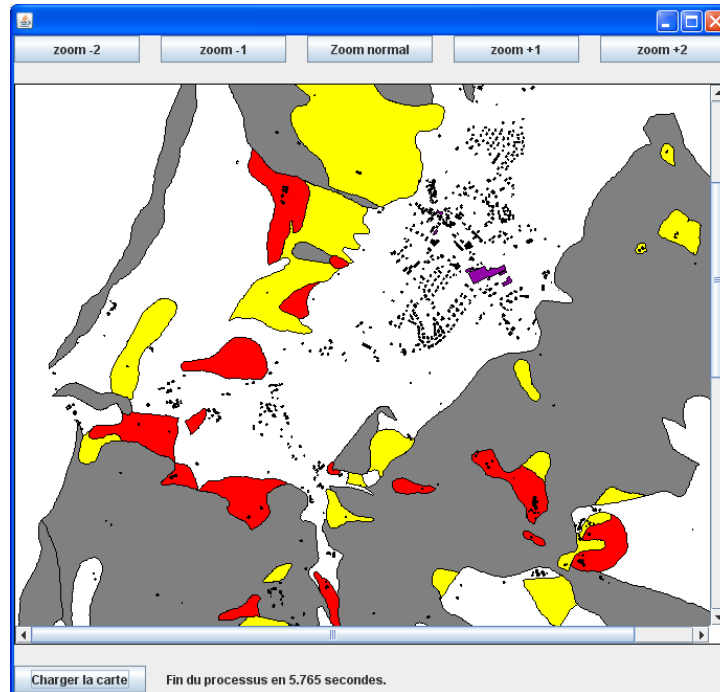 zoom -2 zoom -1 Zoom normal zoom +1 zoom +2
Charger la carte Fin du processus en 5.765 secondes.